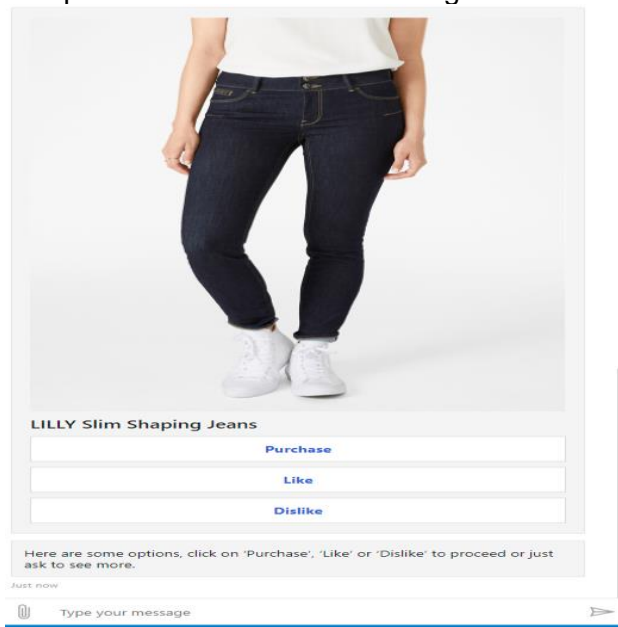 LILLY Slim Shaping Jeans
Purchase
Like
Dislike
Here are some options, click on 'Purchase', 'Like' or 'Dislike' to proceed or just
ask to see more.
Just now
Type your message